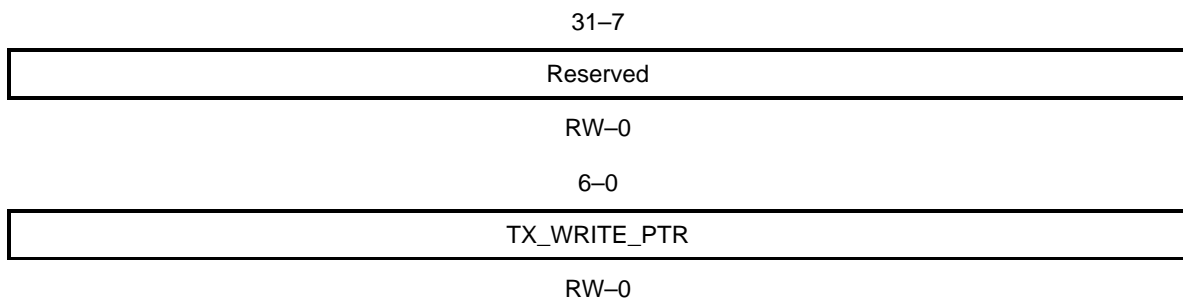 31–7
Reserved
RW–0
6–0
TX_WRITE_PTR
RW–0